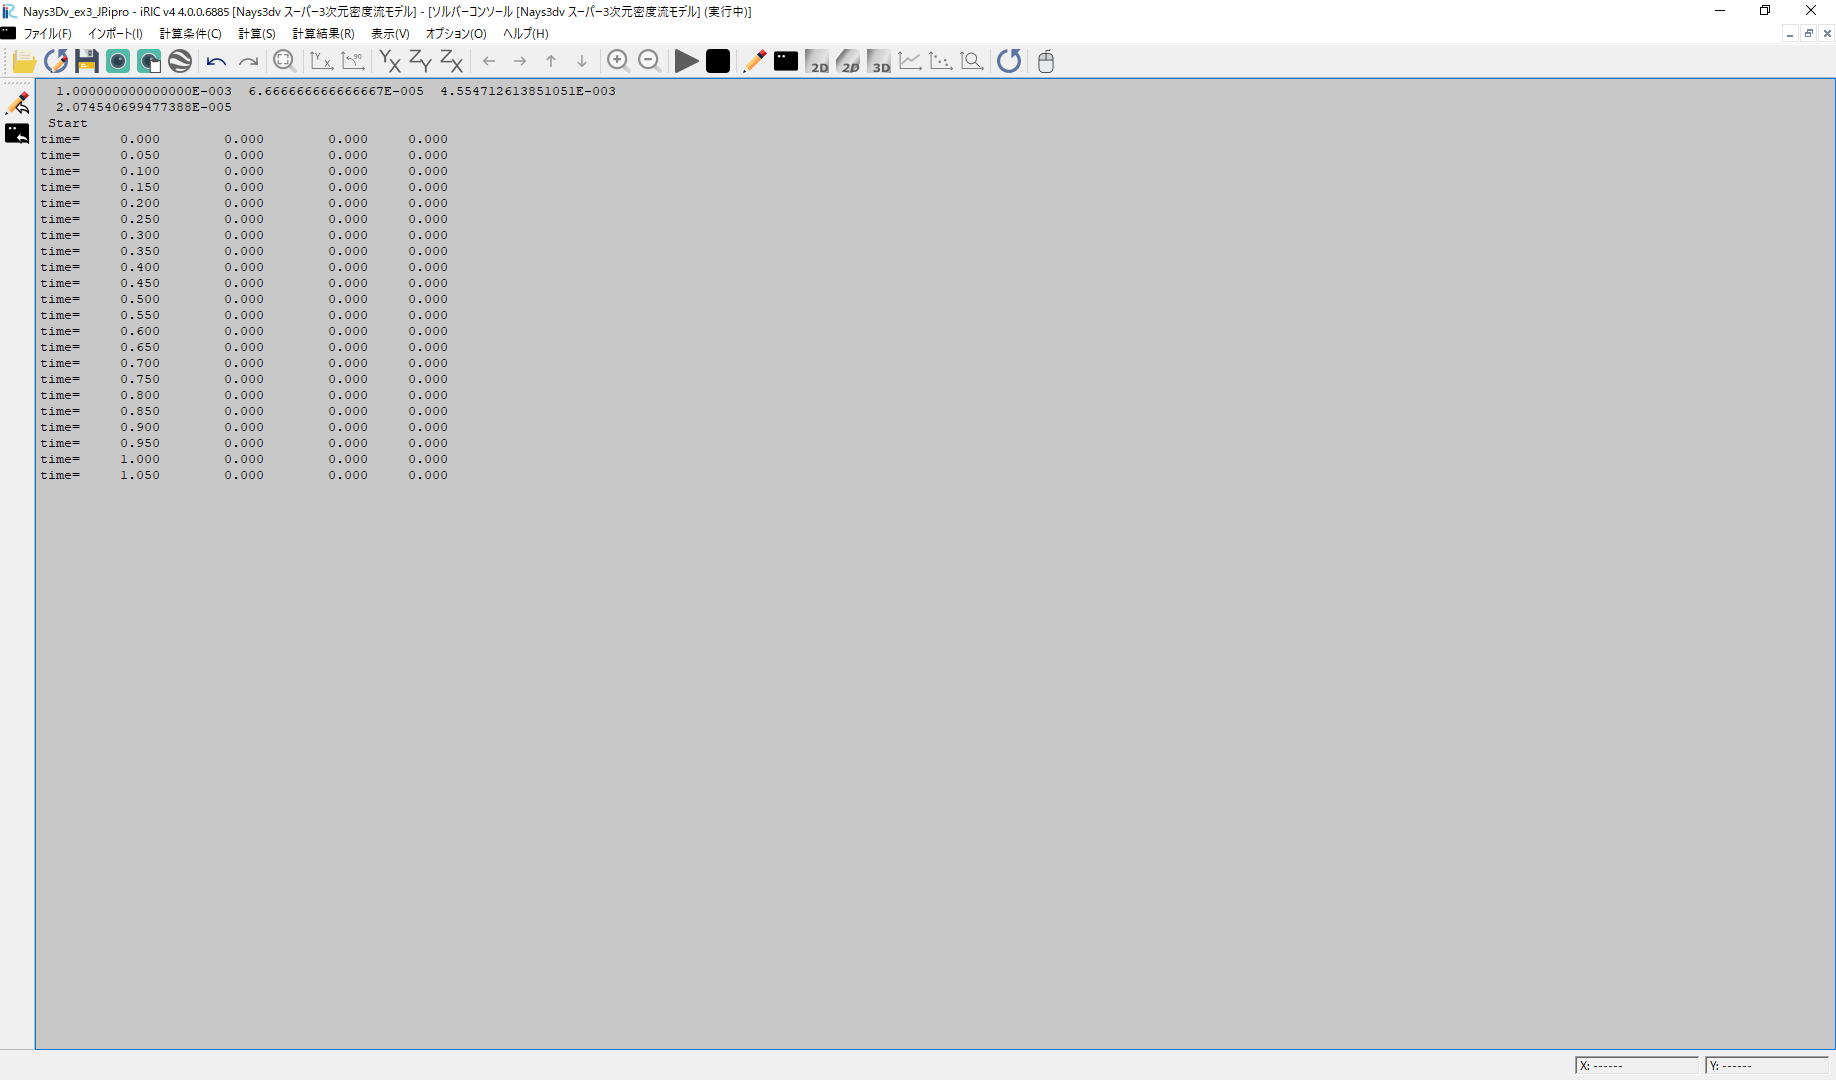 Nays3Dv_ex3_JP.ipro - iRIC v4 4.0.0.6885 [Nays3dv スーパー3次元密度流モデル] - [ソルバーコンソール [Nays3dv スーパー3次元密度流モデル] (実行中)]
ファイル(F) インポート(I) 計算条件(C) 計算(S) 計算結果(R) 表示(V) オプション(O) ヘルプ(H)
Y X 90 YX ZY ZX 2D 2D 3D
1.000000000000000E-003 6.666666666666667E-005 4.554712613851051E-003
2.074540699477388E-005
Start
time= 0.000 0.000 0.000 0.000
time= 0.050 0.000 0.000 0.000
time= 0.100 0.000 0.000 0.000
time= 0.150 0.000 0.000 0.000
time= 0.200 0.000 0.000 0.000
time= 0.250 0.000 0.000 0.000
time= 0.300 0.000 0.000 0.000
time= 0.350 0.000 0.000 0.000
time= 0.400 0.000 0.000 0.000
time= 0.450 0.000 0.000 0.000
time= 0.500 0.000 0.000 0.000
time= 0.550 0.000 0.000 0.000
time= 0.600 0.000 0.000 0.000
time= 0.650 0.000 0.000 0.000
time= 0.700 0.000 0.000 0.000
time= 0.750 0.000 0.000 0.000
time= 0.800 0.000 0.000 0.000
time= 0.850 0.000 0.000 0.000
time= 0.900 0.000 0.000 0.000
time= 0.950 0.000 0.000 0.000
time= 1.000 0.000 0.000 0.000
time= 1.050 0.000 0.000 0.000
X: ------ Y: ------